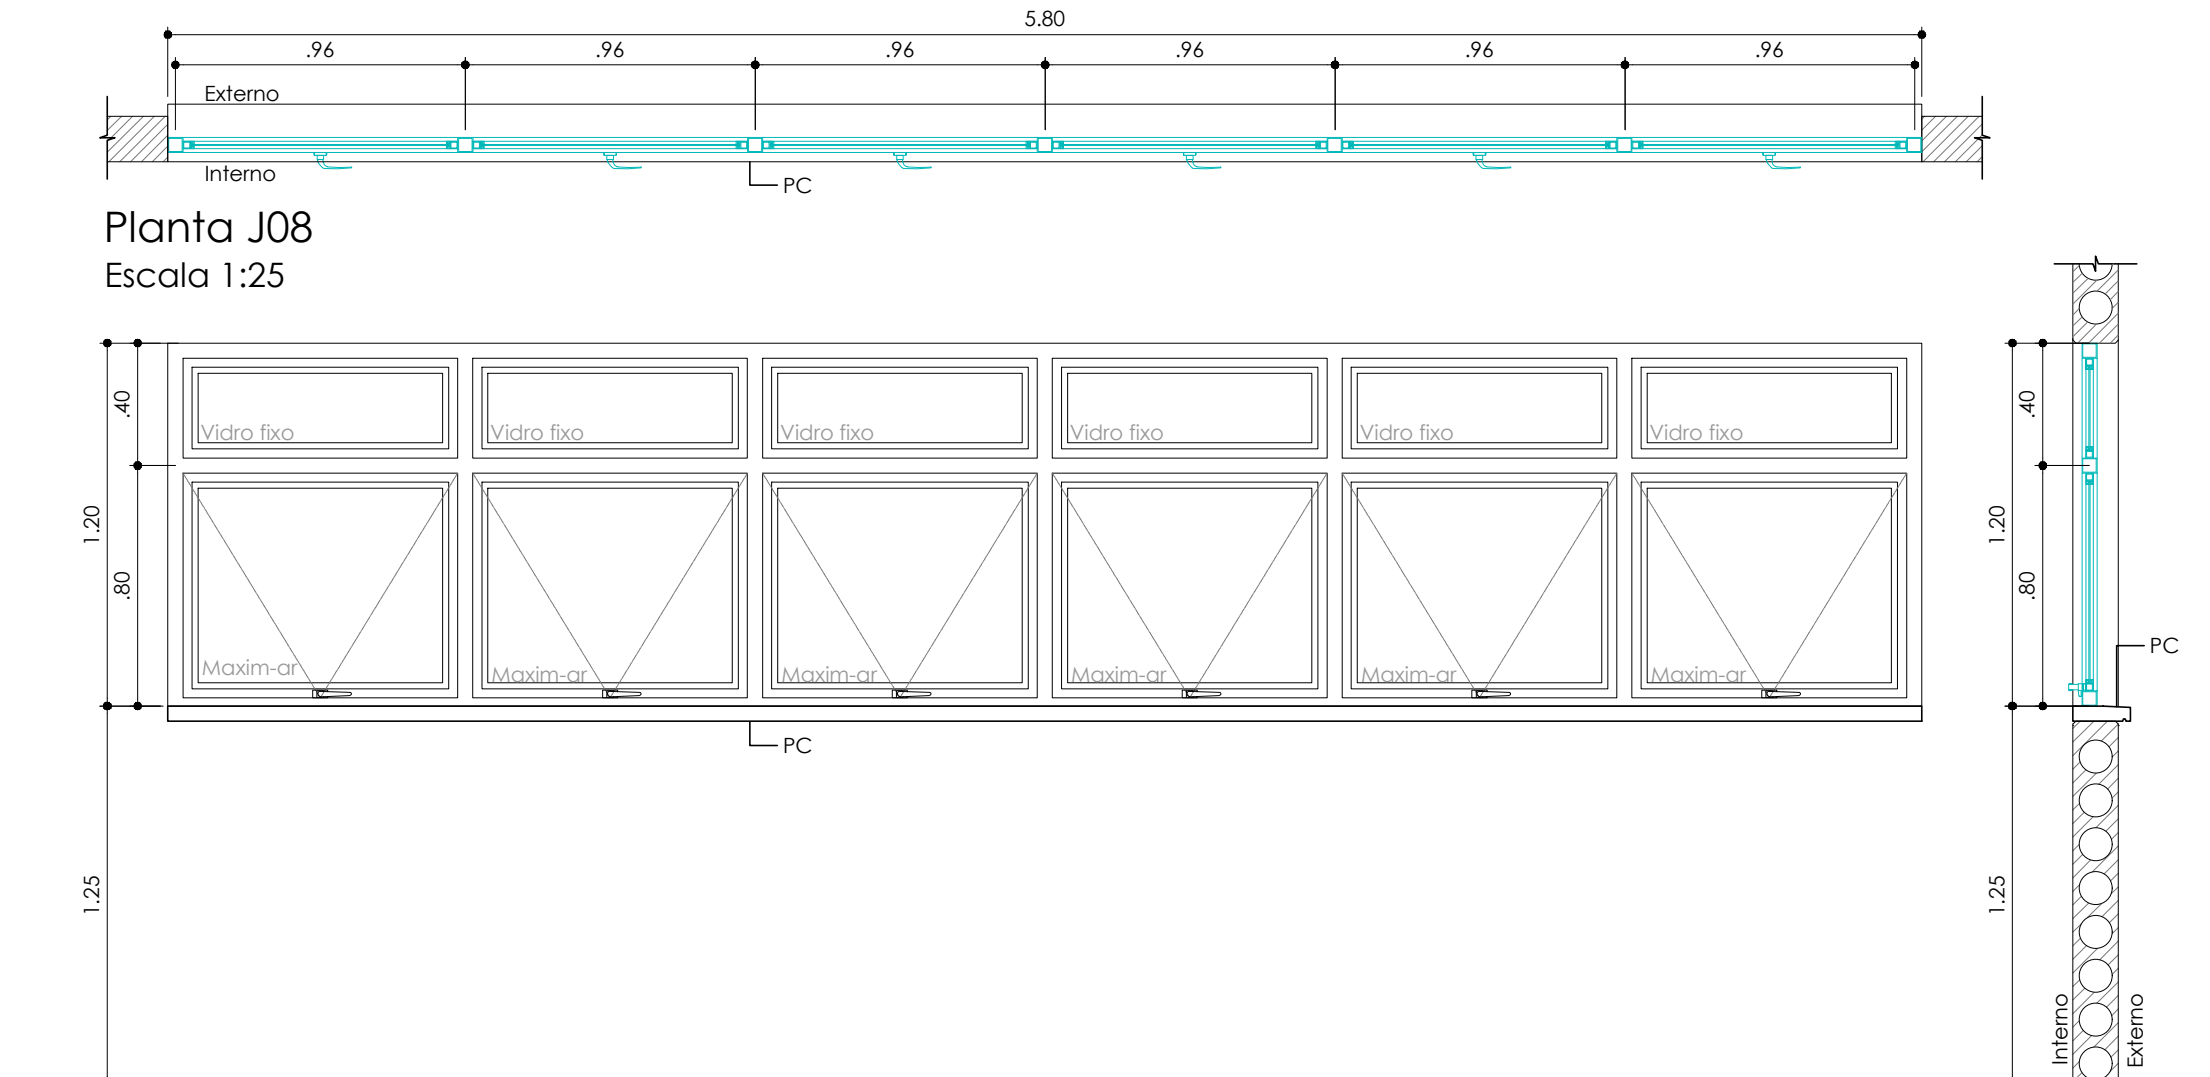 5.80
.96 .96 .96 .96 .96 .96
Externo
Interno
PC
Planta J08
Escala 1:25
.40
1.20
.80
1.25
Vidro fixo Vidro fixo Vidro fixo Vidro fixo Vidro fixo Vidro fixo
Maxim-ar Maxim-ar Maxim-ar Maxim-ar Maxim-ar Maxim-ar
PC
.40
1.20
.80
PC
1.25
Interno
Externo